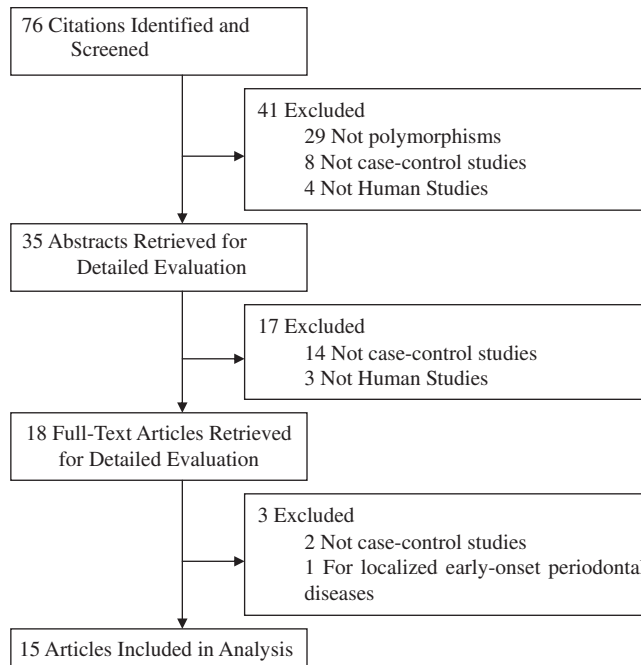 76 Citations Identified and
Screened
41 Excluded
29 Not polymorphisms
8 Not case-control studies
4 Not Human Studies
35 Abstracts Retrieved for
Detailed Evaluation
17 Excluded
14 Not case-control studies
3 Not Human Studies
18 Full-Text Articles Retrieved
for Detailed Evaluation
3 Excluded
2 Not case-control studies
1 For localized early-onset periodontal
diseases
15 Articles Included in Analysis